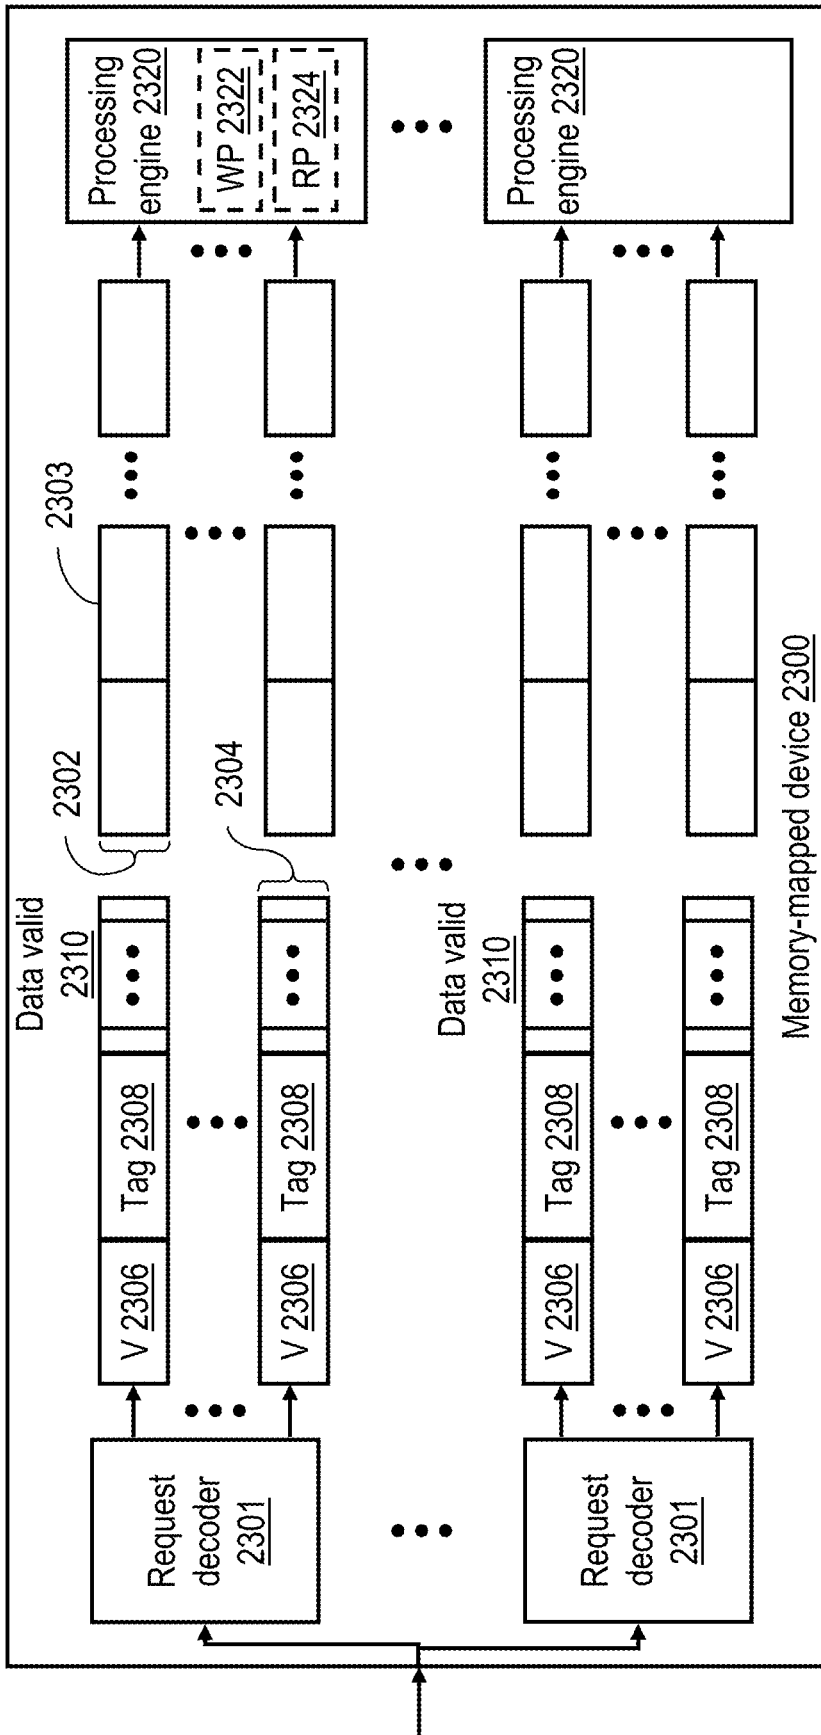 Request
decoder
2301
V 2306
Tag 2308
Data valid
2310
V 2306
Tag 2308
2302
2303
2304
Processing
engine 2320
WP 2322
RP 2324
Request
decoder
2301
V 2306
Tag 2308
Data valid
2310
V 2306
Tag 2308
Processing
engine 2320
Memory-mapped device 2300